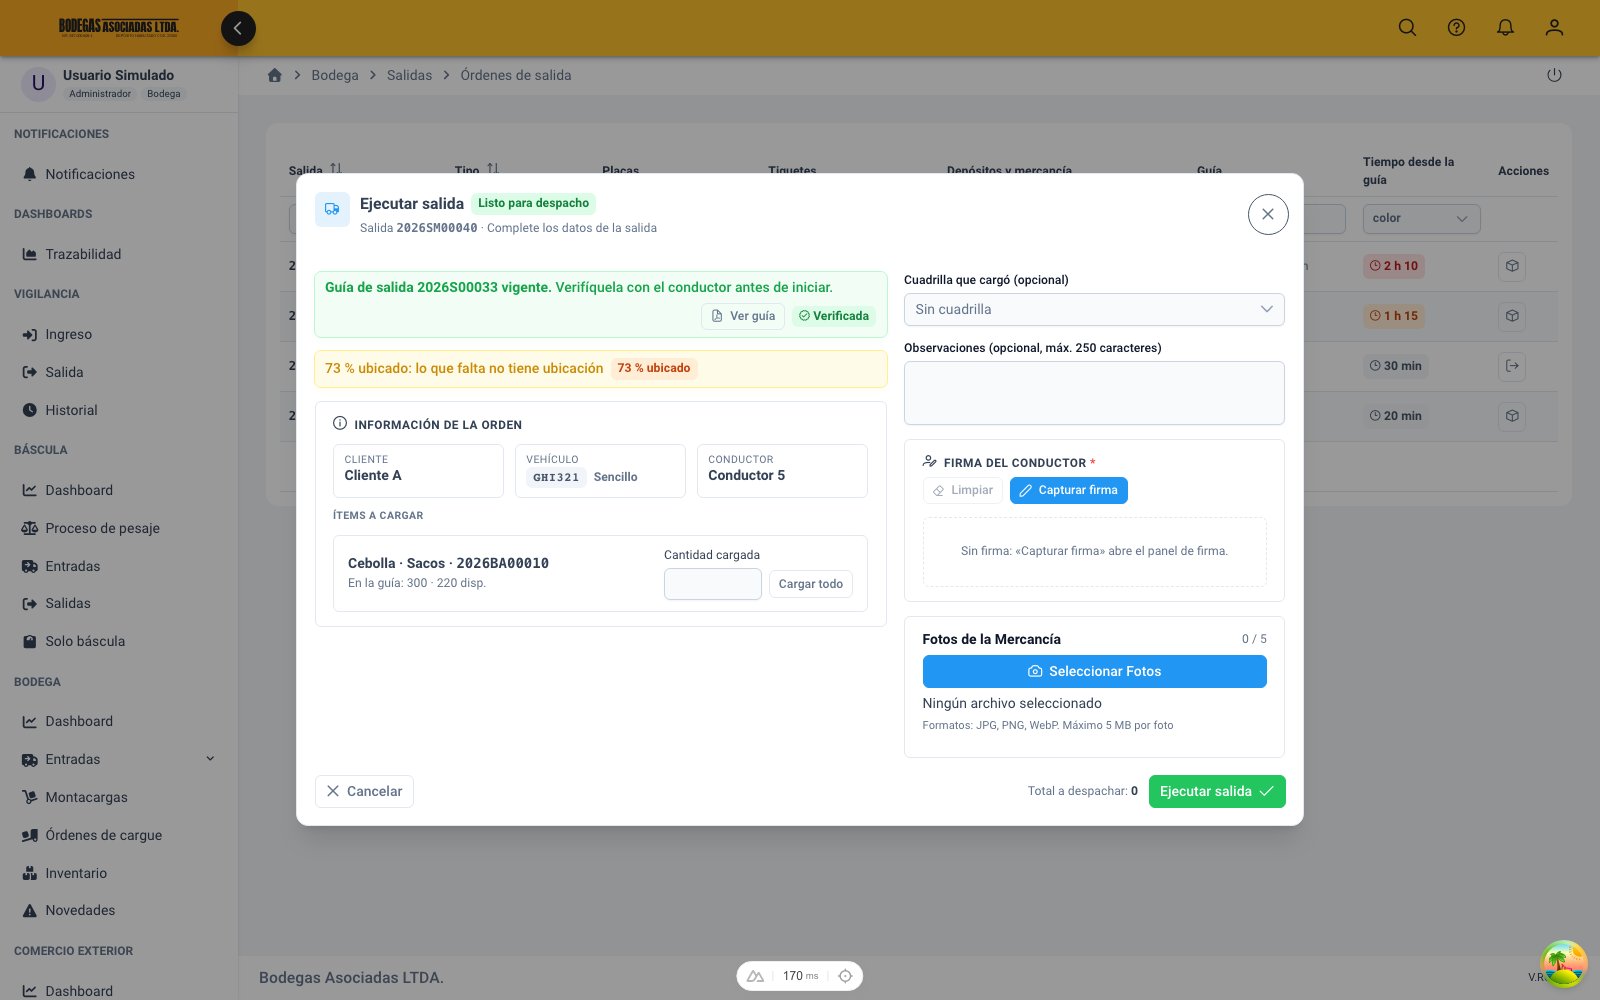 BODEGAS ASOCIADAS LTDA.
Usuario Simulado
U
Administrador Bodega
Bodega
Salidas
Órdenes de salida
NOTIFICACIONES
Notificaciones
DASHBOARDS
Trazabilidad
VIGILANCIA
Ingreso
Salida
Historial
BÁSCULA
Dashboard
Proceso de pesaje
Entradas
Salidas
Solo báscula
BODEGA
Dashboard
Entradas
Montacargas
Órdenes de cargue
Inventario
Novedades
COMERCIO EXTERIOR
Dashboard
Salida Tipo Placas Tiquetes Depósitos y mercancía Guía Tiempo desde la guía Acciones
color
2 h 10
1 h 15
30 min
20 min
Ejecutar salida Listo para despacho
Salida 2026SM00040 · Complete los datos de la salida
Guía de salida 2026S00033 vigente. Verifíquela con el conductor antes de iniciar.
Ver guía Verificada
73 % ubicado: lo que falta no tiene ubicación 73 % ubicado
INFORMACIÓN DE LA ORDEN
CLIENTE
Cliente A
VEHÍCULO
GHI321 Sencillo
CONDUCTOR
Conductor 5
ÍTEMS A CARGAR
Cebolla · Sacos · 2026BA00010
En la guía: 300 · 220 disp.
Cantidad cargada
Cargar todo
Cuadrilla que cargó (opcional)
Sin cuadrilla
Observaciones (opcional, máx. 250 caracteres)
FIRMA DEL CONDUCTOR *
Limpiar Capturar firma
Sin firma: «Capturar firma» abre el panel de firma.
Fotos de la Mercancía 0 / 5
Seleccionar Fotos
Ningún archivo seleccionado
Formatos: JPG, PNG, WebP. Máximo 5 MB por foto
Cancelar
Total a despachar: 0
Ejecutar salida
Bodegas Asociadas LTDA.
170 ms